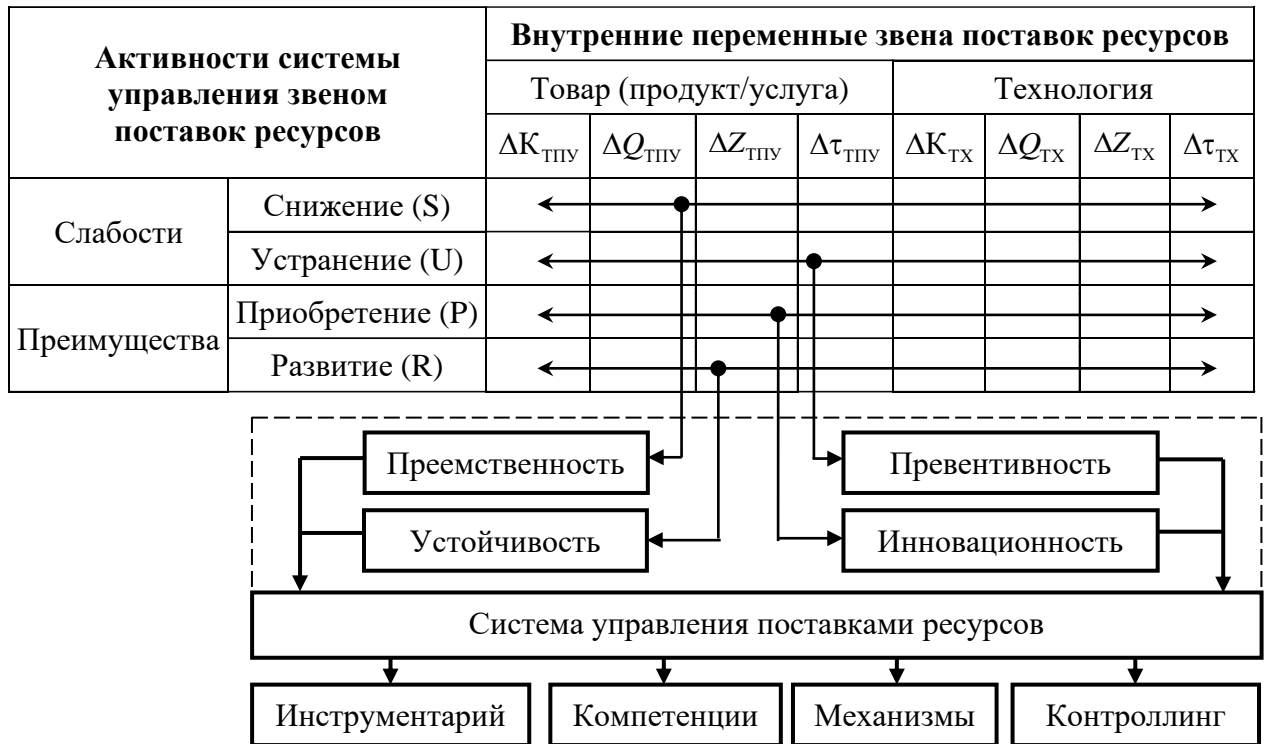 Активности системы
управления звеном
поставок ресурсов
Внутренние переменные звена поставок ресурсов
Товар (продукт/услуга)
Технология
ΔК_ТПУ
ΔQ_ТПУ
ΔZ_ТПУ
Δτ_ТПУ
ΔК_ТХ
ΔQ_ТХ
ΔZ_ТХ
Δτ_ТХ
Слабости
Снижение (S)
Устранение (U)
Преимущества
Приобретение (P)
Развитие (R)
Преемственность
Превентивность
Устойчивость
Инновационность
Система управления поставками ресурсов
Инструментарий
Компетенции
Механизмы
Контроллинг